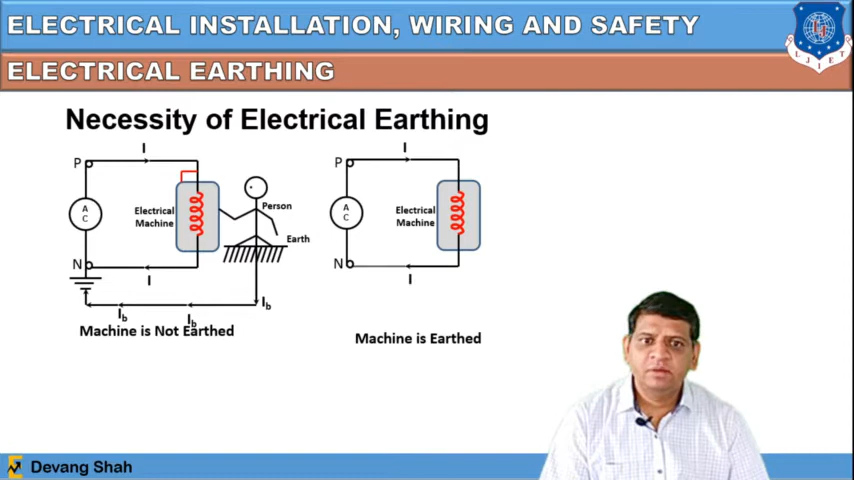 ELECTRICAL INSTALLATION, WIRING AND SAFETY
ELECTRICAL EARTHING
LJIET
Necessity of Electrical Earthing
P
I
A
C
Electrical
Machine
Person
Earth
N
I
Ib
Ib
Ib
Machine is Not Earthed
P
I
A
C
Electrical
Machine
N
I
Machine is Earthed
Devang Shah